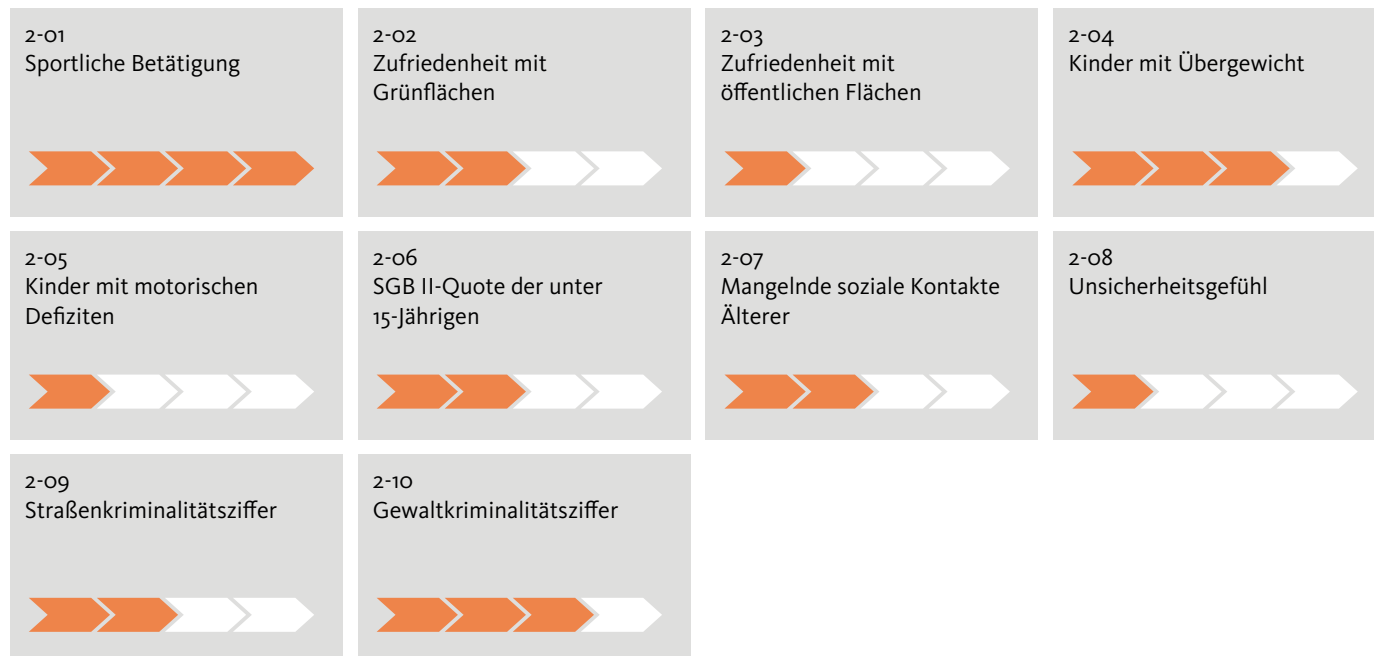 2-01
Sportliche Betätigung
2-02
Zufriedenheit mit
Grünflächen
2-03
Zufriedenheit mit
öffentlichen Flächen
2-04
Kinder mit Übergewicht
2-05
Kinder mit motorischen
Defiziten
2-06
SGB II-Quote der unter
15-Jährigen
2-07
Mangelnde soziale Kontakte
Älterer
2-08
Unsicherheitsgefühl
2-09
Straßenkriminalitätsziffer
2-10
Gewaltkriminalitätsziffer